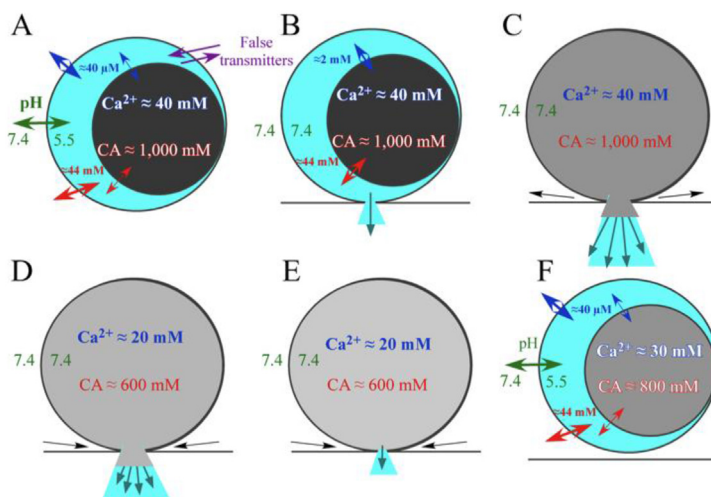 A
False
transmitters
≈40 µM
Ca²⁺ ≈ 40 mM
pH
7.4
5.5
CA ≈ 1,000 mM
≈44 mM
B
≈2 mM
Ca²⁺ ≈ 40 mM
7.4 7.4
CA ≈ 1,000 mM
≈44 mM
C
Ca²⁺ ≈ 40 mM
7.4 7.4
CA ≈ 1,000 mM
D
Ca²⁺ ≈ 20 mM
7.4 7.4
CA ≈ 600 mM
E
Ca²⁺ ≈ 20 mM
7.4 7.4
CA ≈ 600 mM
F
≈40 µM
pH
Ca²⁺ ≈ 30 mM
7.4 5.5
CA ≈ 800 mM
≈44 mM